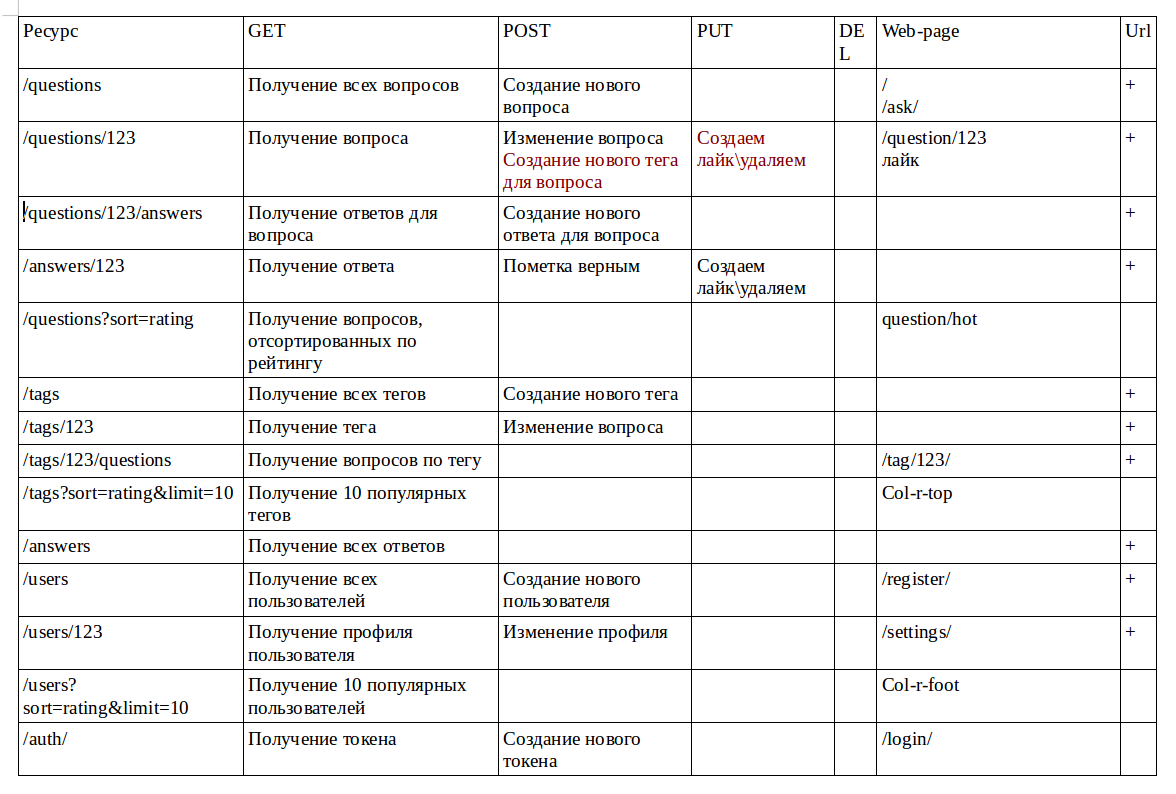 Ресурс GET POST PUT DE Web-page Url
L
/questions Получение всех вопросов Создание нового / +
вопроса /ask/
/questions/123 Получение вопроса Изменение вопроса Создаем /question/123 +
Создание нового тега лайк\удаляем лайк
для вопроса
/questions/123/answers Получение ответов для Создание нового +
вопроса ответа для вопроса
/answers/123 Получение ответа Пометка верным Создаем +
лайк\удаляем
/questions?sort=rating Получение вопросов, question/hot
отсортированных по
рейтингу
/tags Получение всех тегов Создание нового тега +
/tags/123 Получение тега Изменение вопроса +
/tags/123/questions Получение вопросов по тегу /tag/123/ +
/tags?sort=rating&limit=10 Получение 10 популярных Col-r-top
тегов
/answers Получение всех ответов +
/users Получение всех Создание нового /register/ +
пользователей пользователя
/users/123 Получение профиля Изменение профиля /settings/ +
пользователя
/users? Получение 10 популярных Col-r-foot
sort=rating&limit=10 пользователей
/auth/ Получение токена Создание нового /login/
токена